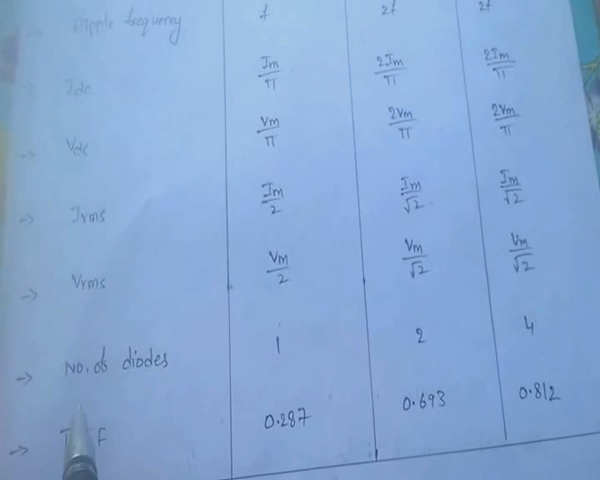 -> Ripple frequency f 2f 2f
-> Idc Im/π 2Im/π 2Im/π
-> Vdc Vm/π 2Vm/π 2Vm/π
-> Irms Im/2 Im/√2 Im/√2
-> Vrms Vm/2 Vm/√2 Vm/√2
-> No. of diodes 1 2 4
-> F 0.287 0.693 0.812